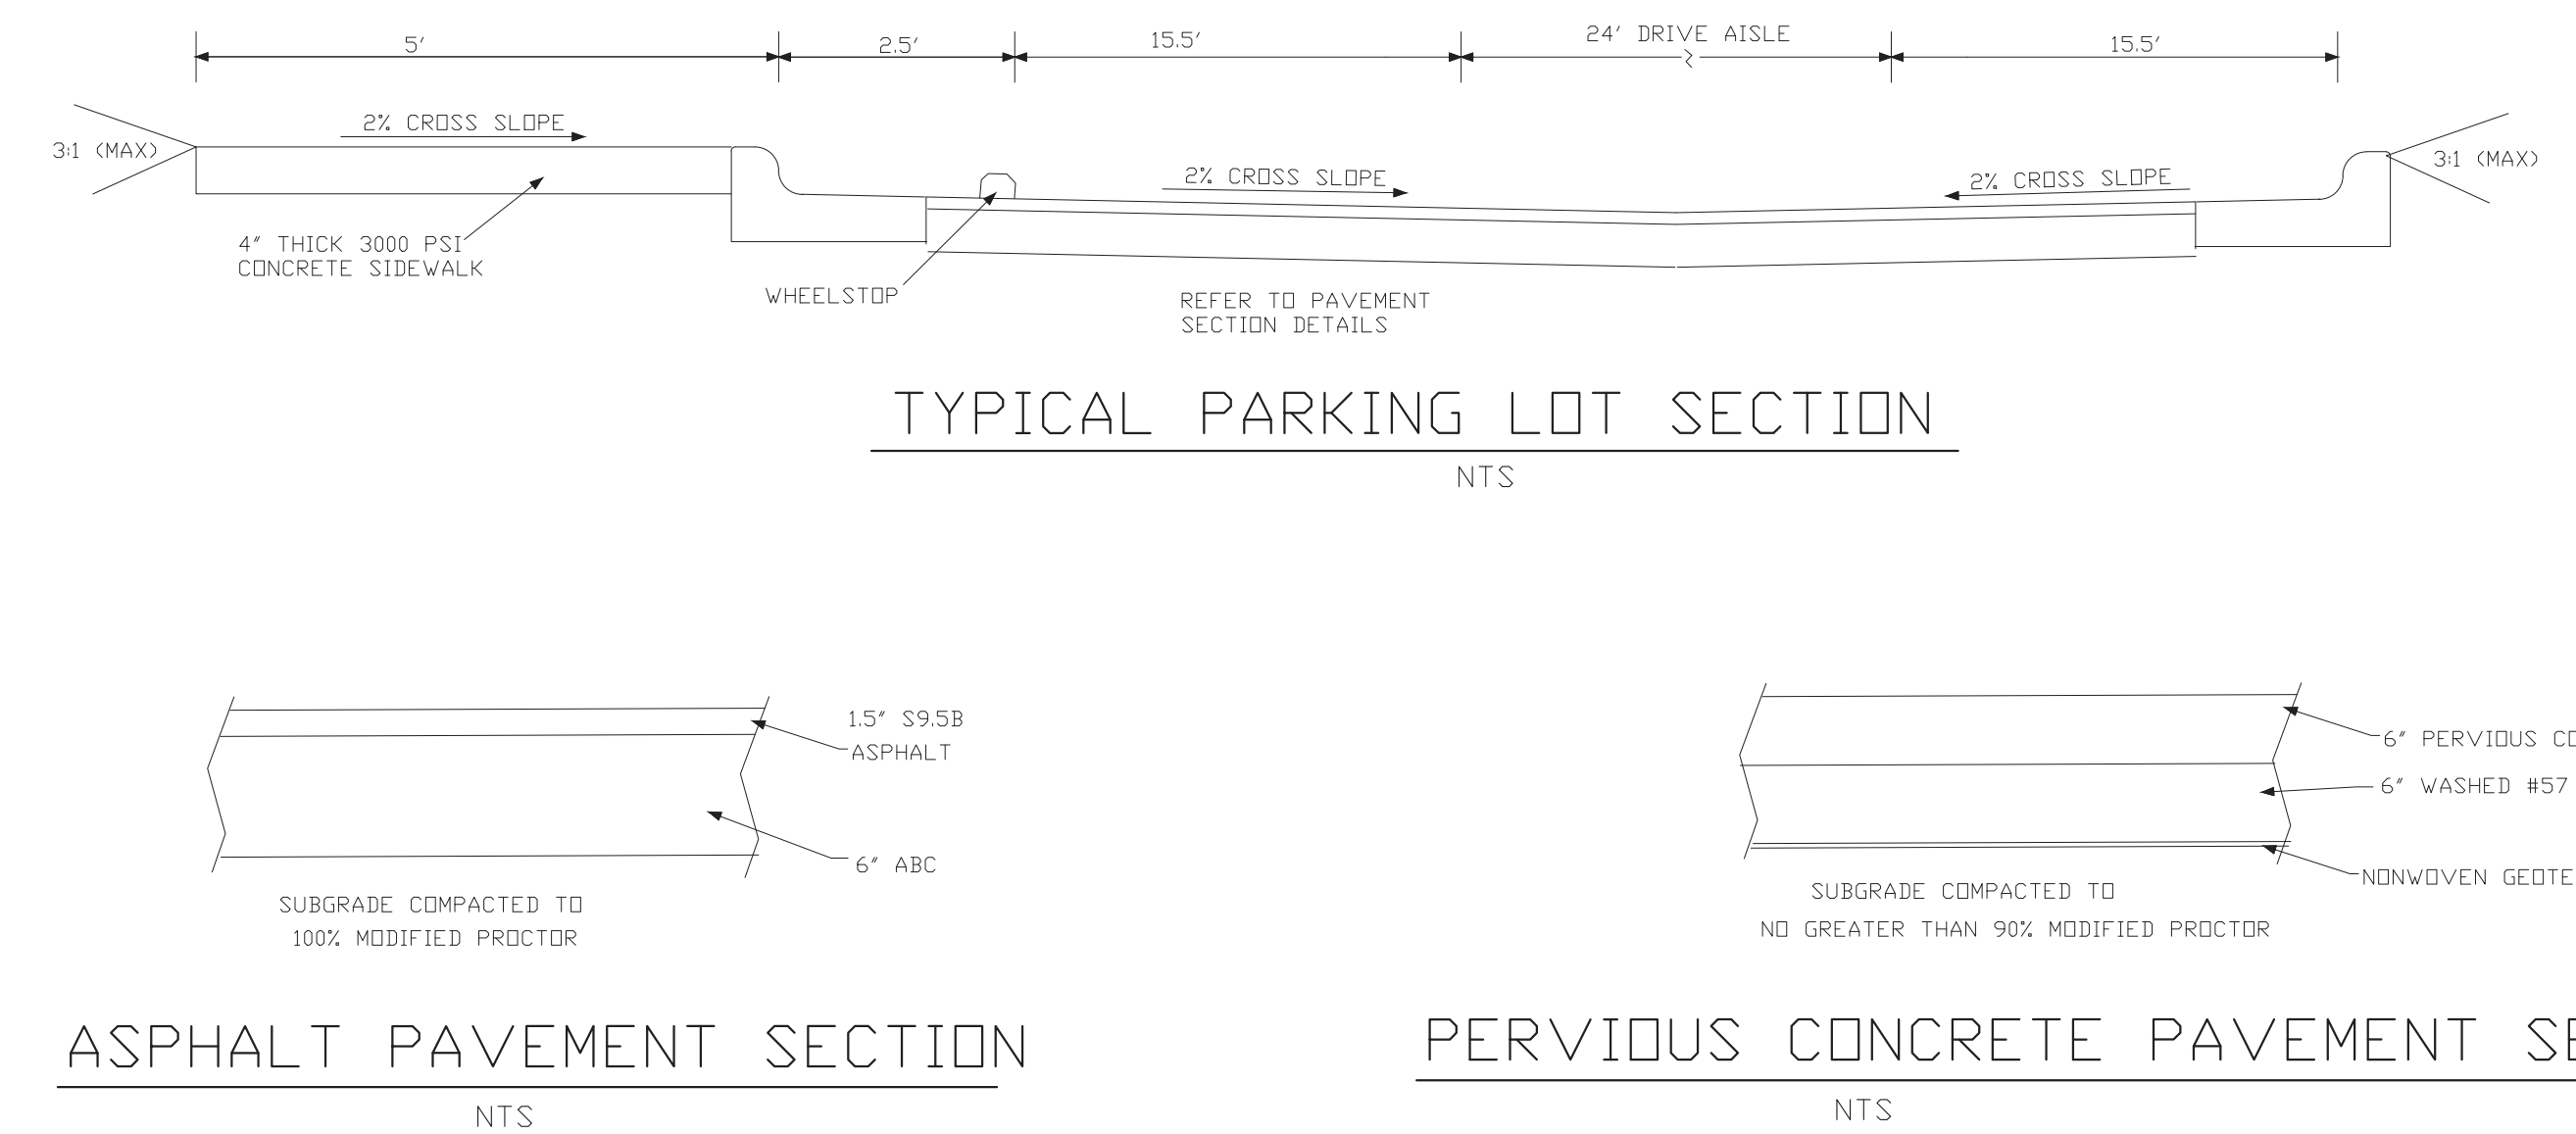 5'
2.5'
15.5'
24' DRIVE AISLE
15.5'
3:1 (MAX)
2% CROSS SLOPE
2% CROSS SLOPE
2% CROSS SLOPE
3:1 (MAX)
4" THICK 3000 PSI
CONCRETE SIDEWALK
WHEELSTOP
REFER TO PAVEMENT
SECTION DETAILS
TYPICAL PARKING LOT SECTION
NTS
1.5" S9.5B
ASPHALT
6" ABC
SUBGRADE COMPACTED TO
100% MODIFIED PROCTOR
ASPHALT PAVEMENT SECTION
NTS
6" PERVIOUS
6" WASHED #57
NONWOVEN
SUBGRADE COMPACTED TO
NO GREATER THAN 90% MODIFIED PROCTOR
PERVIOUS CONCRETE PAVEMENT
NTS